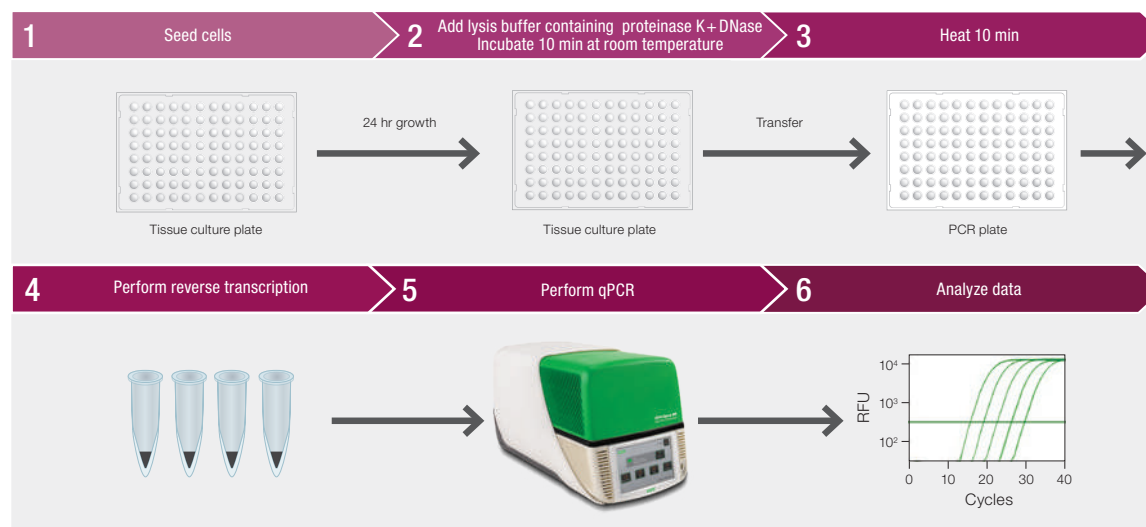 1 Seed cells
2 Add lysis buffer containing proteinase K+DNase
Incubate 10 min at room temperature
3 Heat 10 min
24 hr growth
Transfer
Tissue culture plate
Tissue culture plate
PCR plate
4 Perform reverse transcription
5 Perform qPCR
6 Analyze data
10⁴
10³
10²
RFU
0 10 20 30 40
Cycles